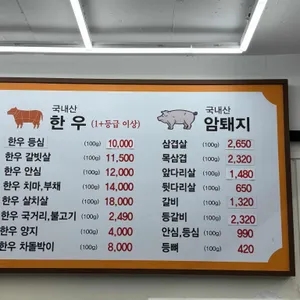 국내산
한 우 (1+등급 이상)
한우 등심 (100g) 10,000
한우 갈빗살 (100g) 11,500
한우 안심 (100g) 12,000
한우 치마,부채 (100g) 14,000
한우 살치살 (100g) 18,000
한우 국거리,불고기 (100g) 2,490
한우 양지 (100g) 4,000
한우 차돌박이 (100g) 8,000
국내산
암퇘지
삼겹살 (100g) 2,650
목삼겹 (100g) 2,320
앞다리살 (100g) 1,480
뒷다리살 (100g) 650
갈비 (100g) 1,320
등갈비 (100g) 2,320
안심,등심 (100g) 990
등뼈 (100g) 420